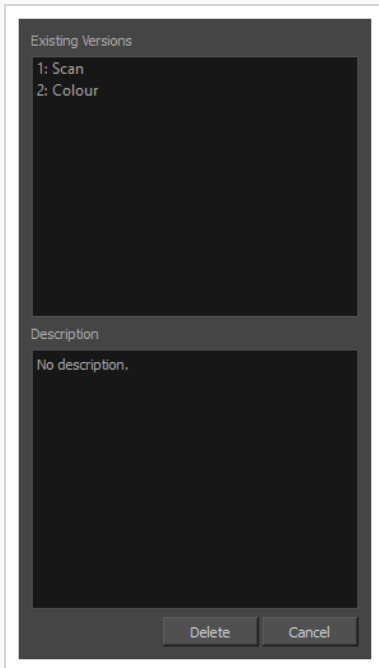 Existing Versions
1: Scan
2: Colour
Description
No description.
Delete
Cancel